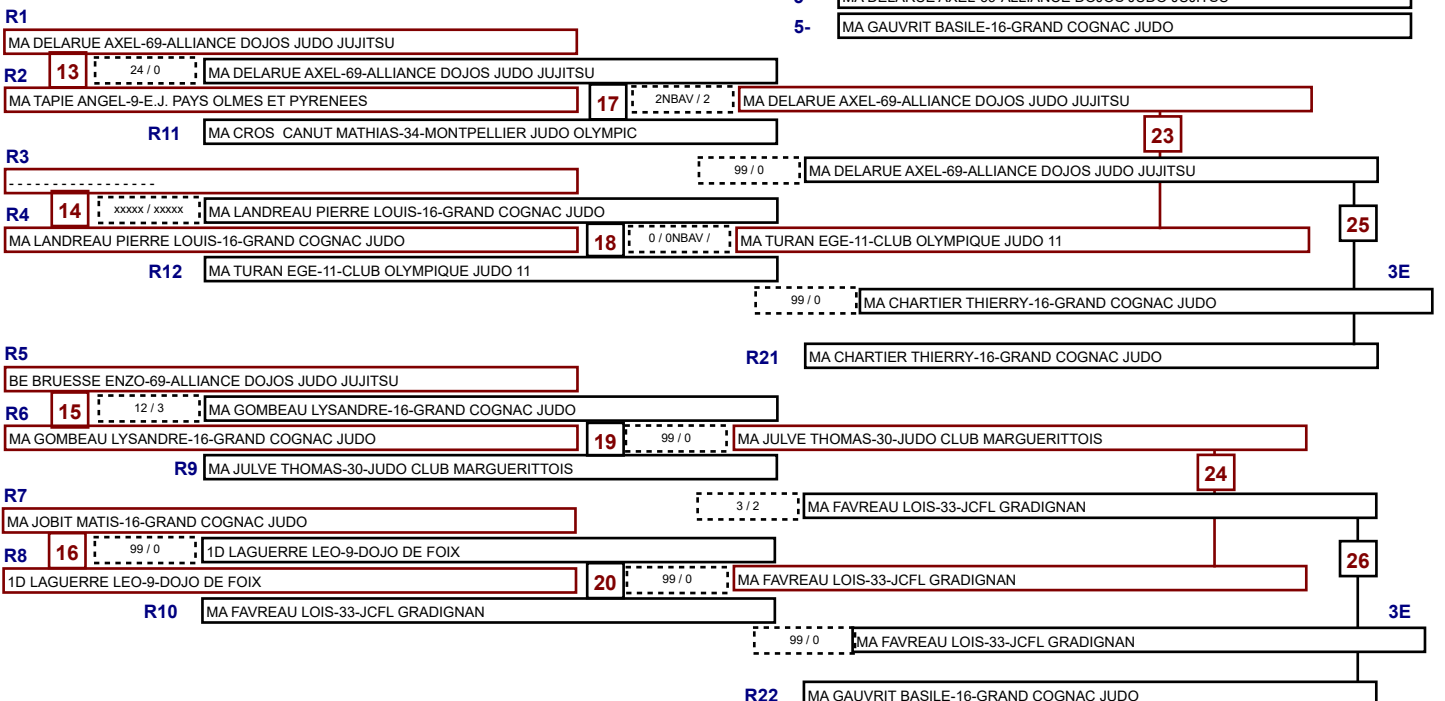 MA DELARUE AXEL-69-ALLIANCE DOJOS JUDO JUJITSU
R1
5- MA GAUVRIT BASILE-16-GRAND COGNAC JUDO
MA DELARUE AXEL-69-ALLIANCE DOJOS JUDO JUJITSU
R2 13 24 / 0 MA DELARUE AXEL-69-ALLIANCE DOJOS JUDO JUJITSU
MA TAPIE ANGEL-9-E.J. PAYS OLMES ET PYRENEES 17 2NBAV / 2 MA DELARUE AXEL-69-ALLIANCE DOJOS JUDO JUJITSU
R11 MA CROS  CANUT MATHIAS-34-MONTPELLIER JUDO OLYMPIC 23
R3
99 / 0 MA DELARUE AXEL-69-ALLIANCE DOJOS JUDO JUJITSU
- - - - - - - - - - - - - - - - -
R4 14 xxxxx / xxxxx MA LANDREAU PIERRE LOUIS-16-GRAND COGNAC JUDO 25
MA LANDREAU PIERRE LOUIS-16-GRAND COGNAC JUDO 18 0 / 0NBAV / MA TURAN EGE-11-CLUB OLYMPIQUE JUDO 11
R12 MA TURAN EGE-11-CLUB OLYMPIQUE JUDO 11 3E
99 / 0 MA CHARTIER THIERRY-16-GRAND COGNAC JUDO
R5 R21 MA CHARTIER THIERRY-16-GRAND COGNAC JUDO
BE BRUESSE ENZO-69-ALLIANCE DOJOS JUDO JUJITSU
R6 15 12 / 3 MA GOMBEAU LYSANDRE-16-GRAND COGNAC JUDO
MA GOMBEAU LYSANDRE-16-GRAND COGNAC JUDO 19 99 / 0 MA JULVE THOMAS-30-JUDO CLUB MARGUERITTOIS
R9 MA JULVE THOMAS-30-JUDO CLUB MARGUERITTOIS 24
R7
3 / 2 MA FAVREAU LOIS-33-JCFL GRADIGNAN
MA JOBIT MATIS-16-GRAND COGNAC JUDO
R8 16 99 / 0 1D LAGUERRE LEO-9-DOJO DE FOIX 26
1D LAGUERRE LEO-9-DOJO DE FOIX 20 99 / 0 MA FAVREAU LOIS-33-JCFL GRADIGNAN
R10 MA FAVREAU LOIS-33-JCFL GRADIGNAN 3E
99 / 0 MA FAVREAU LOIS-33-JCFL GRADIGNAN
R22 MA GAUVRIT BASILE-16-GRAND COGNAC JUDO